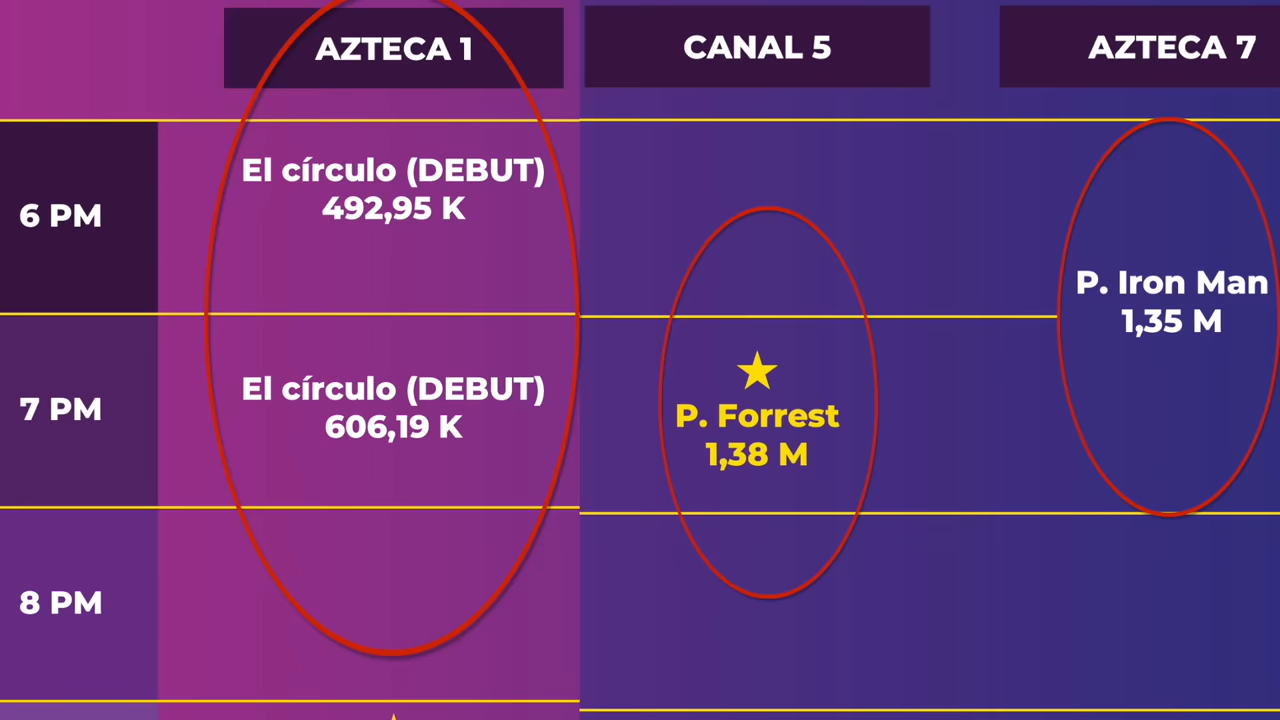 AZTECA 1
CANAL 5
AZTECA 7
6 PM
El círculo (DEBUT)
492,95 K
P. Iron Man
1,35 M
7 PM
El círculo (DEBUT)
606,19 K
P. Forrest
1,38 M
8 PM